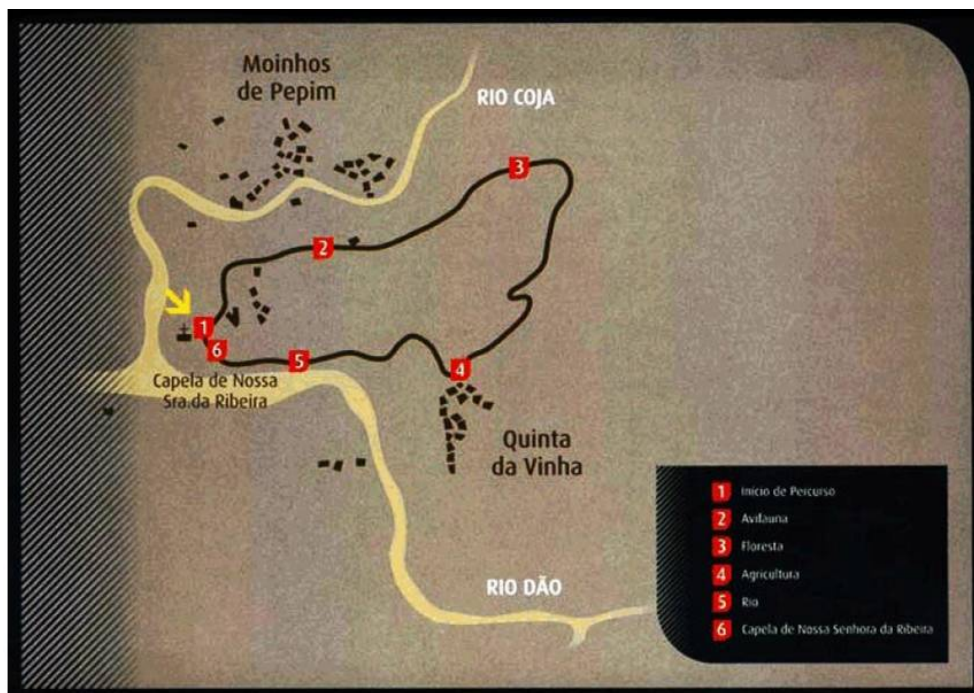 Moinhos
de Pepim
RIO COJA
3
2
1
6
5
4
Capela de Nossa
Sra.da Ribeira
Quinta
da Vinha
RIO DÃO
1 Início de Percurso
2 Avifauna
3 Floresta
4 Agricultura
5 Rio
6 Capela de Nossa Senhora da Ribeira